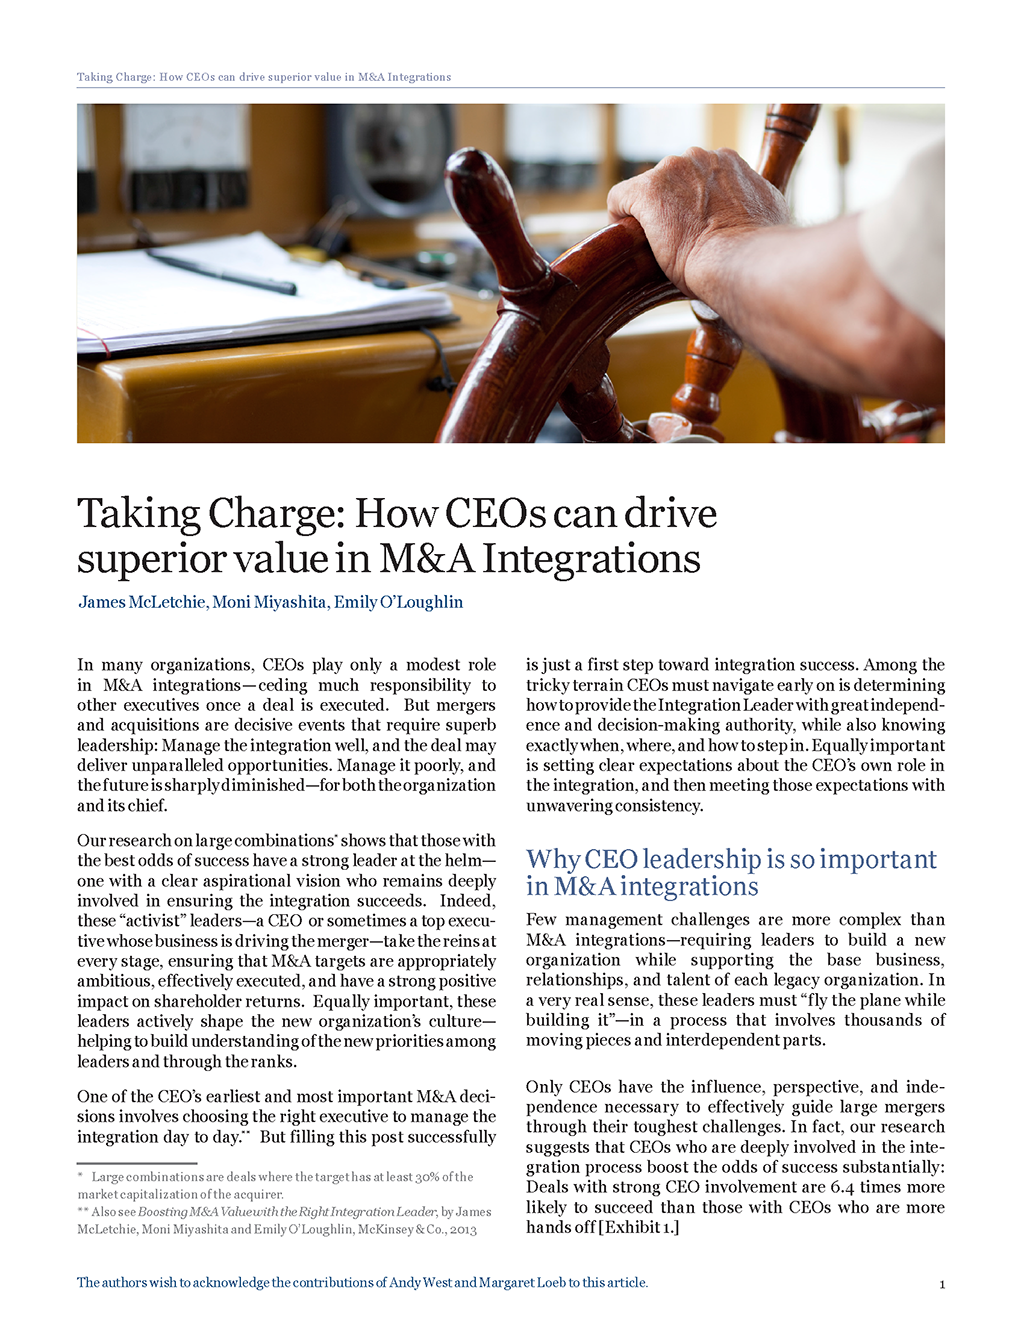 Taking Charge: How CEOs can drive superior value in M&A Integrations
Taking Charge: How CEOs can drive
superior value in M&A Integrations
James McLetchie, Moni Miyashita, Emily O'Loughlin
In many organizations, CEOs play only a modest role
in M&A integrations—ceding much responsibility to
other executives once a deal is executed. But mergers
and acquisitions are decisive events that require superb
leadership: Manage the integration well, and the deal may
deliver unparalleled opportunities. Manage it poorly, and
the future is sharply diminished—for both the organization
and its chief.
Our research on large combinations* shows that those with
the best odds of success have a strong leader at the helm—
one with a clear aspirational vision who remains deeply
involved in ensuring the integration succeeds. Indeed,
these “activist” leaders—a CEO or sometimes a top execu-
tive whose business is driving the merger—take the reins at
every stage, ensuring that M&A targets are appropriately
ambitious, effectively executed, and have a strong positive
impact on shareholder returns. Equally important, these
leaders actively shape the new organization’s culture—
helping to build understanding of the new priorities among
leaders and through the ranks.
One of the CEO’s earliest and most important M&A deci-
sions involves choosing the right executive to manage the
integration day to day.** But filling this post successfully
* Large combinations are deals where the target has at least 30% of the
market capitalization of the acquirer.
** Also see Boosting M&A Value with the Right Integration Leader, by James
McLetchie, Moni Miyashita and Emily O’Loughlin, McKinsey & Co., 2013
is just a first step toward integration success. Among the
tricky terrain CEOs must navigate early on is determining
how to provide the Integration Leader with great independ-
ence and decision-making authority, while also knowing
exactly when, where, and how to step in. Equally important
is setting clear expectations about the CEO’s own role in
the integration, and then meeting those expectations with
unwavering consistency.
Why CEO leadership is so important
in M&A integrations
Few management challenges are more complex than
M&A integrations—requiring leaders to build a new
organization while supporting the base business,
relationships, and talent of each legacy organization. In
a very real sense, these leaders must “fly the plane while
building it”—in a process that involves thousands of
moving pieces and interdependent parts.
Only CEOs have the influence, perspective, and inde-
pendence necessary to effectively guide large mergers
through their toughest challenges. In fact, our research
suggests that CEOs who are deeply involved in the inte-
gration process boost the odds of success substantially:
Deals with strong CEO involvement are 6.4 times more
likely to succeed than those with CEOs who are more
hands off [Exhibit 1.]
The authors wish to acknowledge the contributions of Andy West and Margaret Loeb to this article.
1